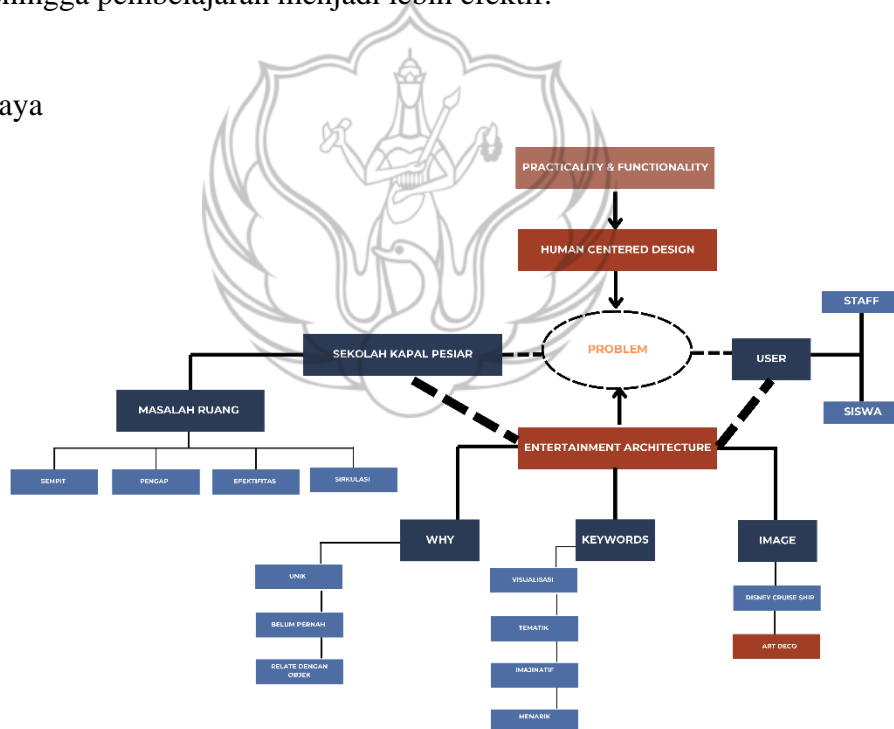 pembelajaran menjadi lebih efektif.
aya
PRACTICALITY & FUNCTIONALITY
HUMAN CENTERED DESIGN
STAFF
PROBLEM
SEKOLAH KAPAL PESIAR
USER
MASALAH RUANG
SISWA
ENTERTAINMENT ARCHITECTURE
SEMPIT
PENGAP
EFEKTIFITAS
SIRKULASI
WHY
KEYWORDS
IMAGE
UNIK
BELUM PERNAH
RELATE DENGAN
OBJEK
VISUALISASI
TEMATIK
IMAJINATIF
MENARIK
DISNEY CRUISE SHIP
ART DECO